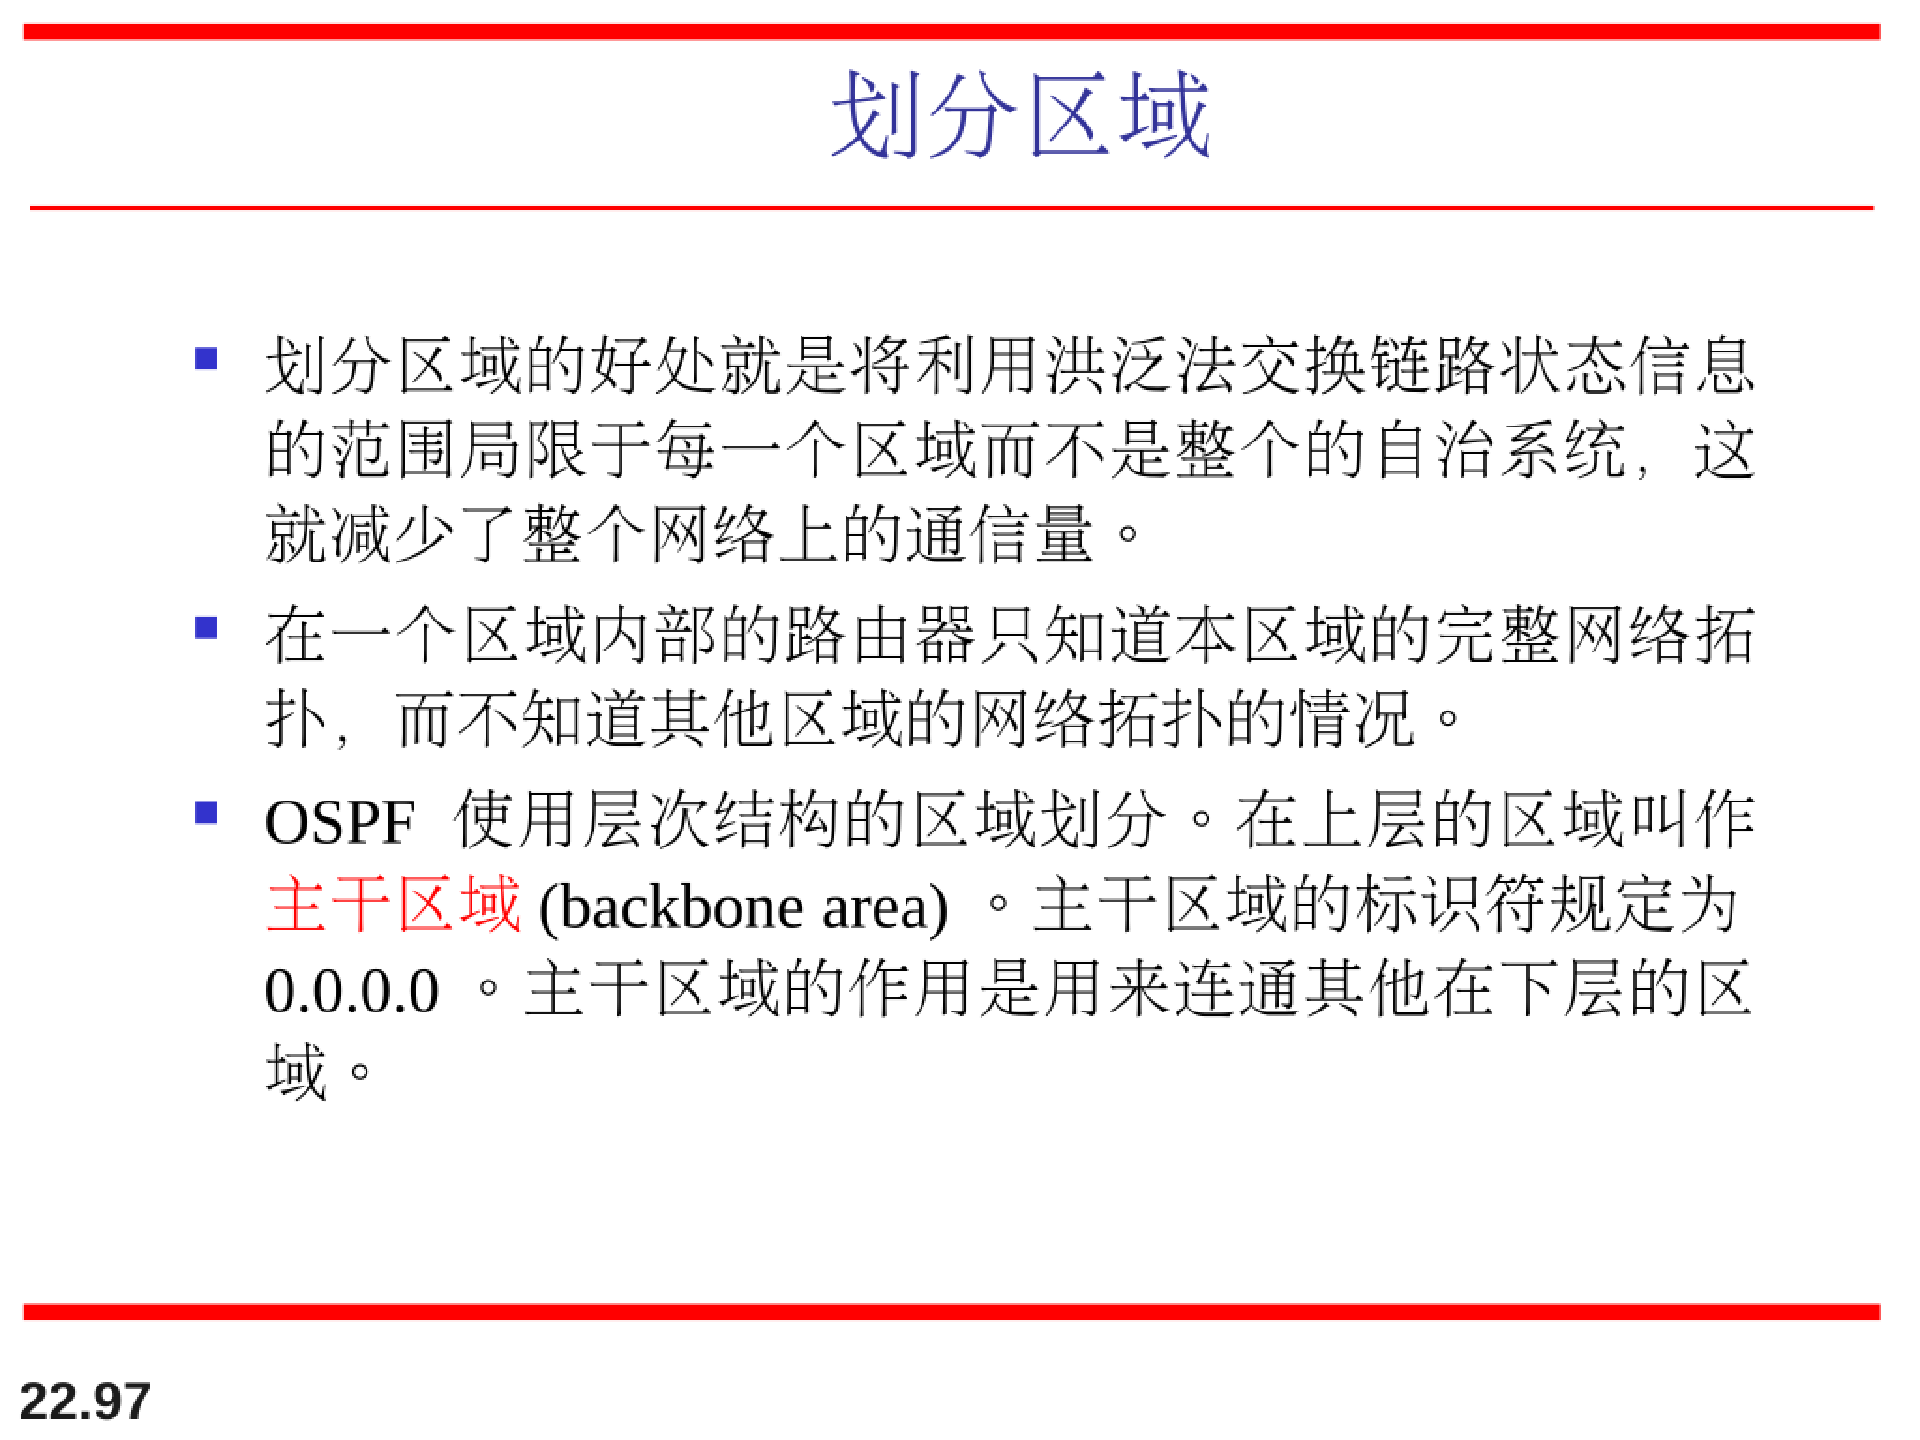 划分区域
划分区域的好处就是将利用洪泛法交换链路状态信息
的范围局限于每一个区域而不是整个的自治系统，这
就减少了整个网络上的通信量。
在一个区域内部的路由器只知道本区域的完整网络拓
扑，而不知道其他区域的网络拓扑的情况。
OSPF 使用层次结构的区域划分。在上层的区域叫作
主干区域 (backbone area) 。主干区域的标识符规定为
0.0.0.0 。主干区域的作用是用来连通其他在下层的区
域。
22.97